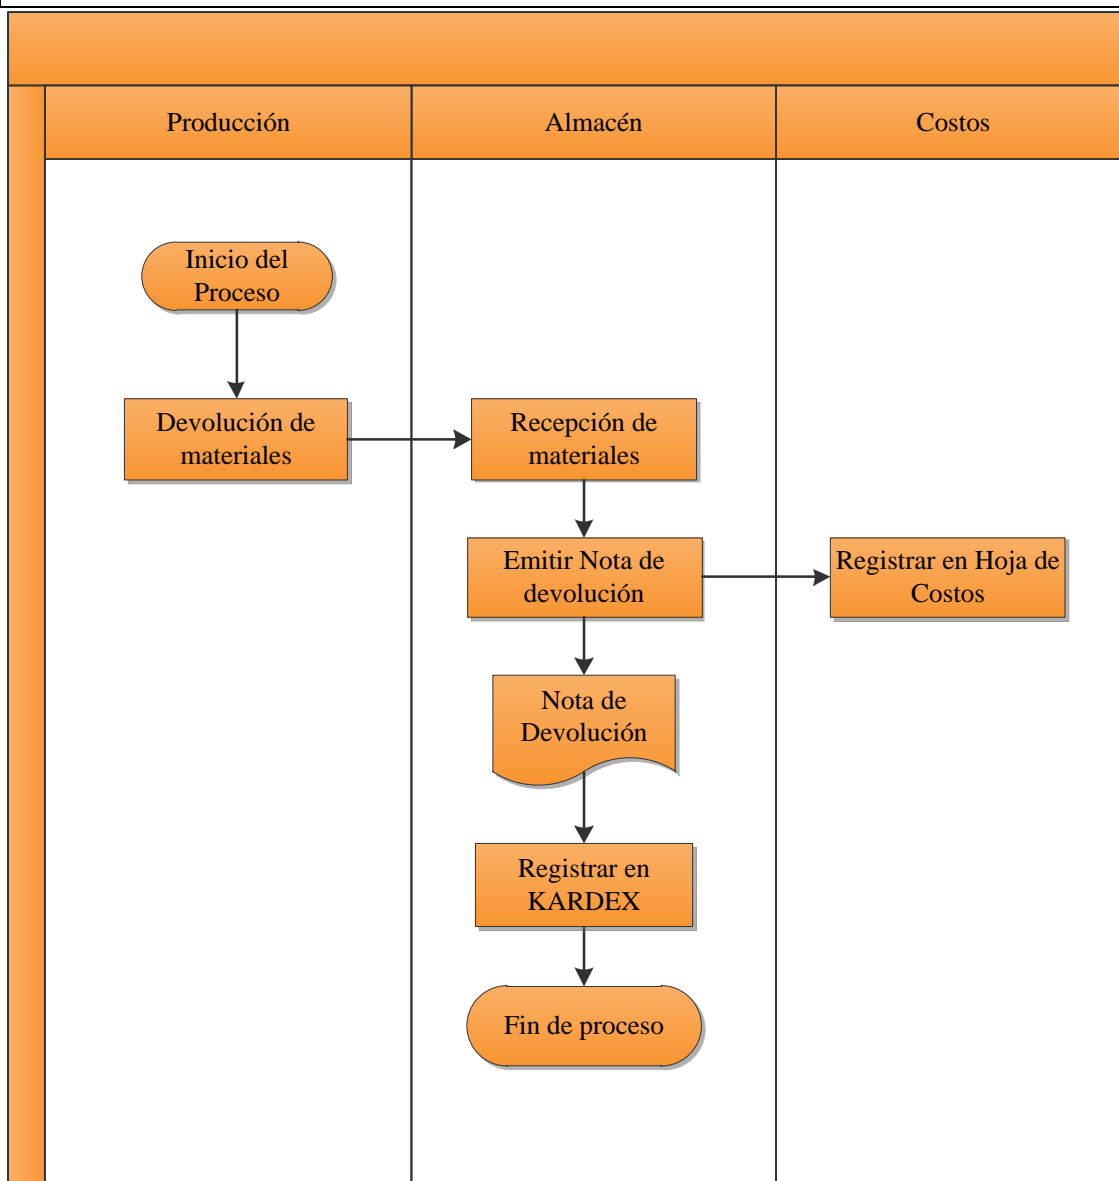 Producción
Almacén
Costos
Inicio del
Proceso
Devolución de
materiales
Recepción de
materiales
Emitir Nota de
devolución
Registrar en Hoja de
Costos
Nota de
Devolución
Registrar en
KARDEX
Fin de proceso